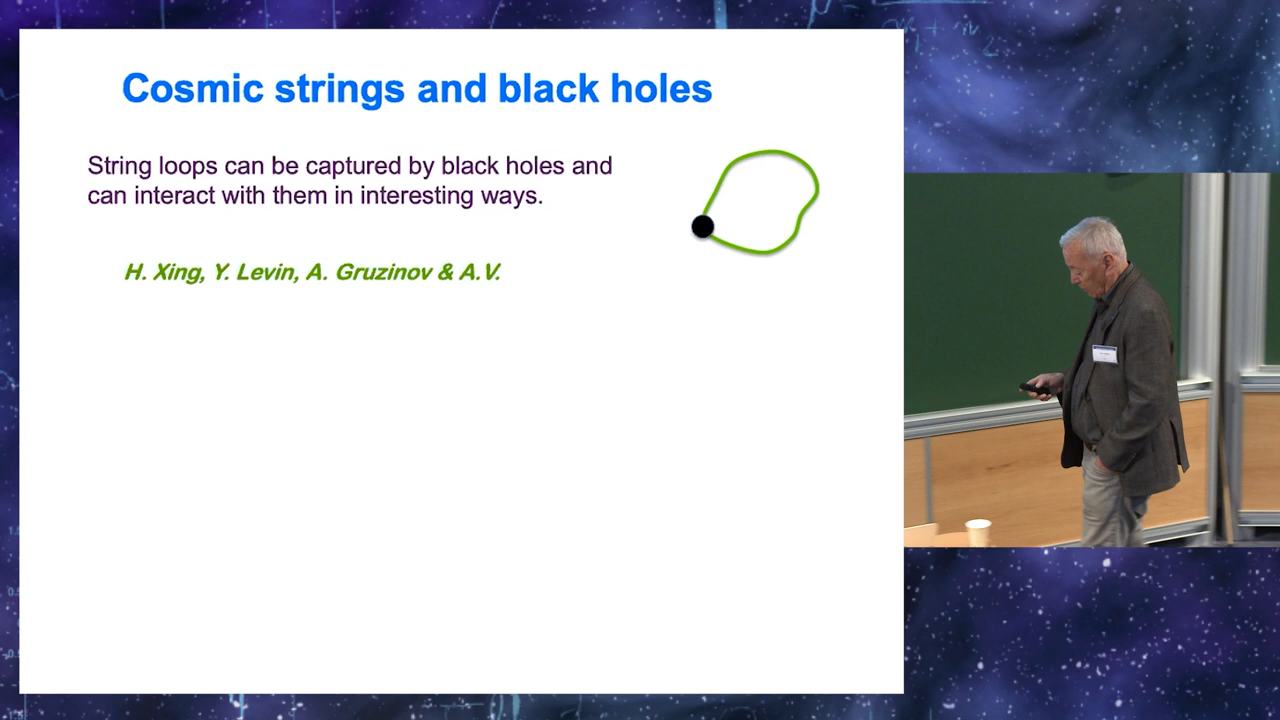 Cosmic strings and black holes
String loops can be captured by black holes and
can interact with them in interesting ways.
H. Xing, Y. Levin, A. Gruzinov & A.V.